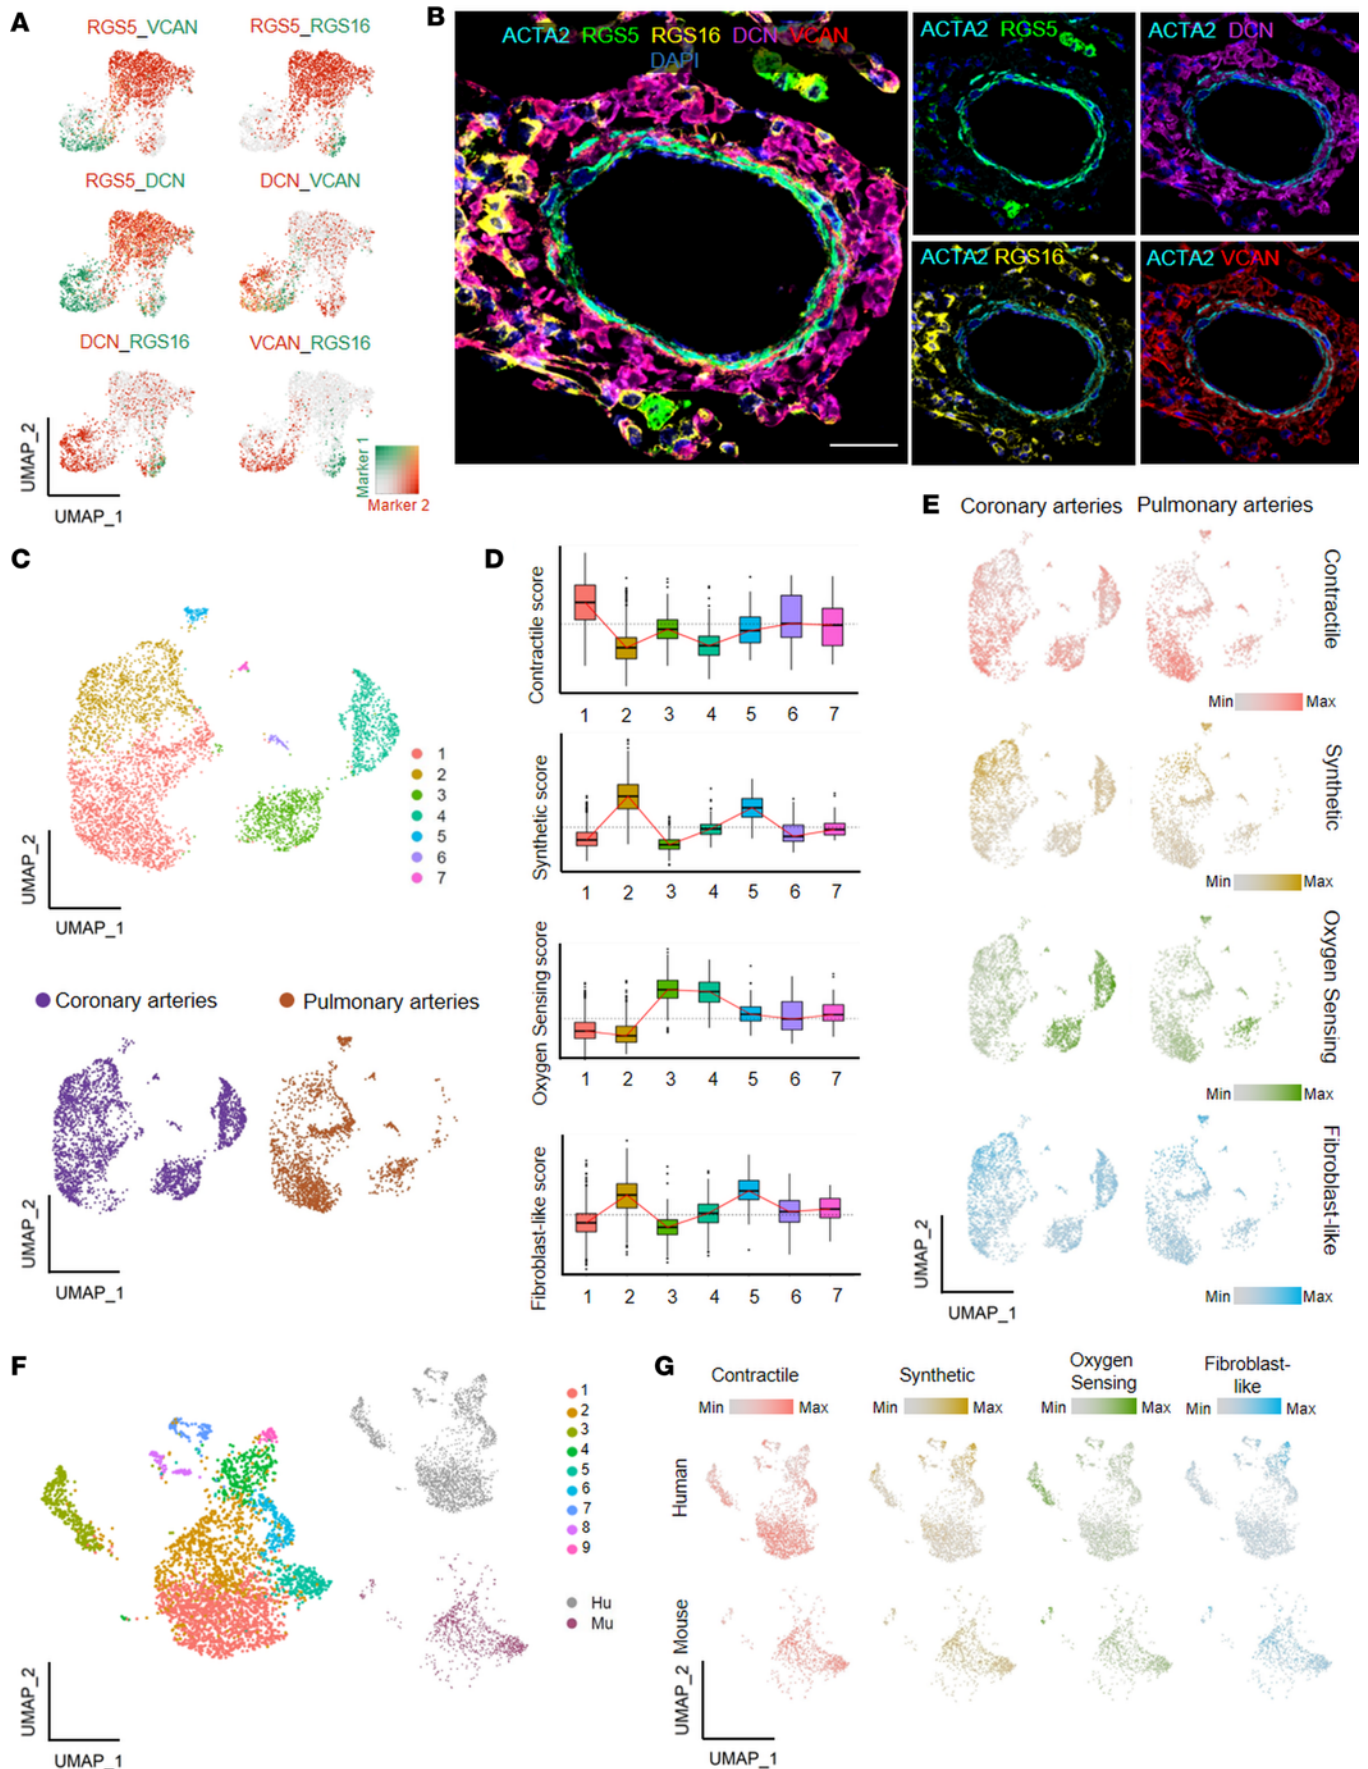 A
RGS5_VCAN
RGS5_RGS16
RGS5_DCN
DCN_VCAN
DCN_RGS16
VCAN_RGS16
UMAP_2
UMAP_1
Marker 1
Marker 2
B
ACTA2 RGS5 RGS16 DCN VCAN
DAPI
ACTA2 RGS5
ACTA2 DCN
ACTA2 RGS16
ACTA2 VCAN
C
1
2
3
4
5
6
7
UMAP_2
UMAP_1
Coronary arteries
Pulmonary arteries
UMAP_2
UMAP_1
D
Contractile score
1 2 3 4 5 6 7
Synthetic score
1 2 3 4 5 6 7
Oxygen Sensing score
1 2 3 4 5 6 7
Fibroblast-like score
1 2 3 4 5 6 7
E
Coronary arteries Pulmonary arteries
Contractile
Min Max
Synthetic
Min Max
Oxygen Sensing
Min Max
Fibroblast-like
Min Max
UMAP_2
UMAP_1
F
1
2
3
4
5
6
7
8
9
Hu
Mu
UMAP_2
UMAP_1
G
Contractile
Min Max
Synthetic
Min Max
Oxygen
Sensing
Min Max
Fibroblast-
like
Min Max
Human
Mouse
UMAP_2
UMAP_1